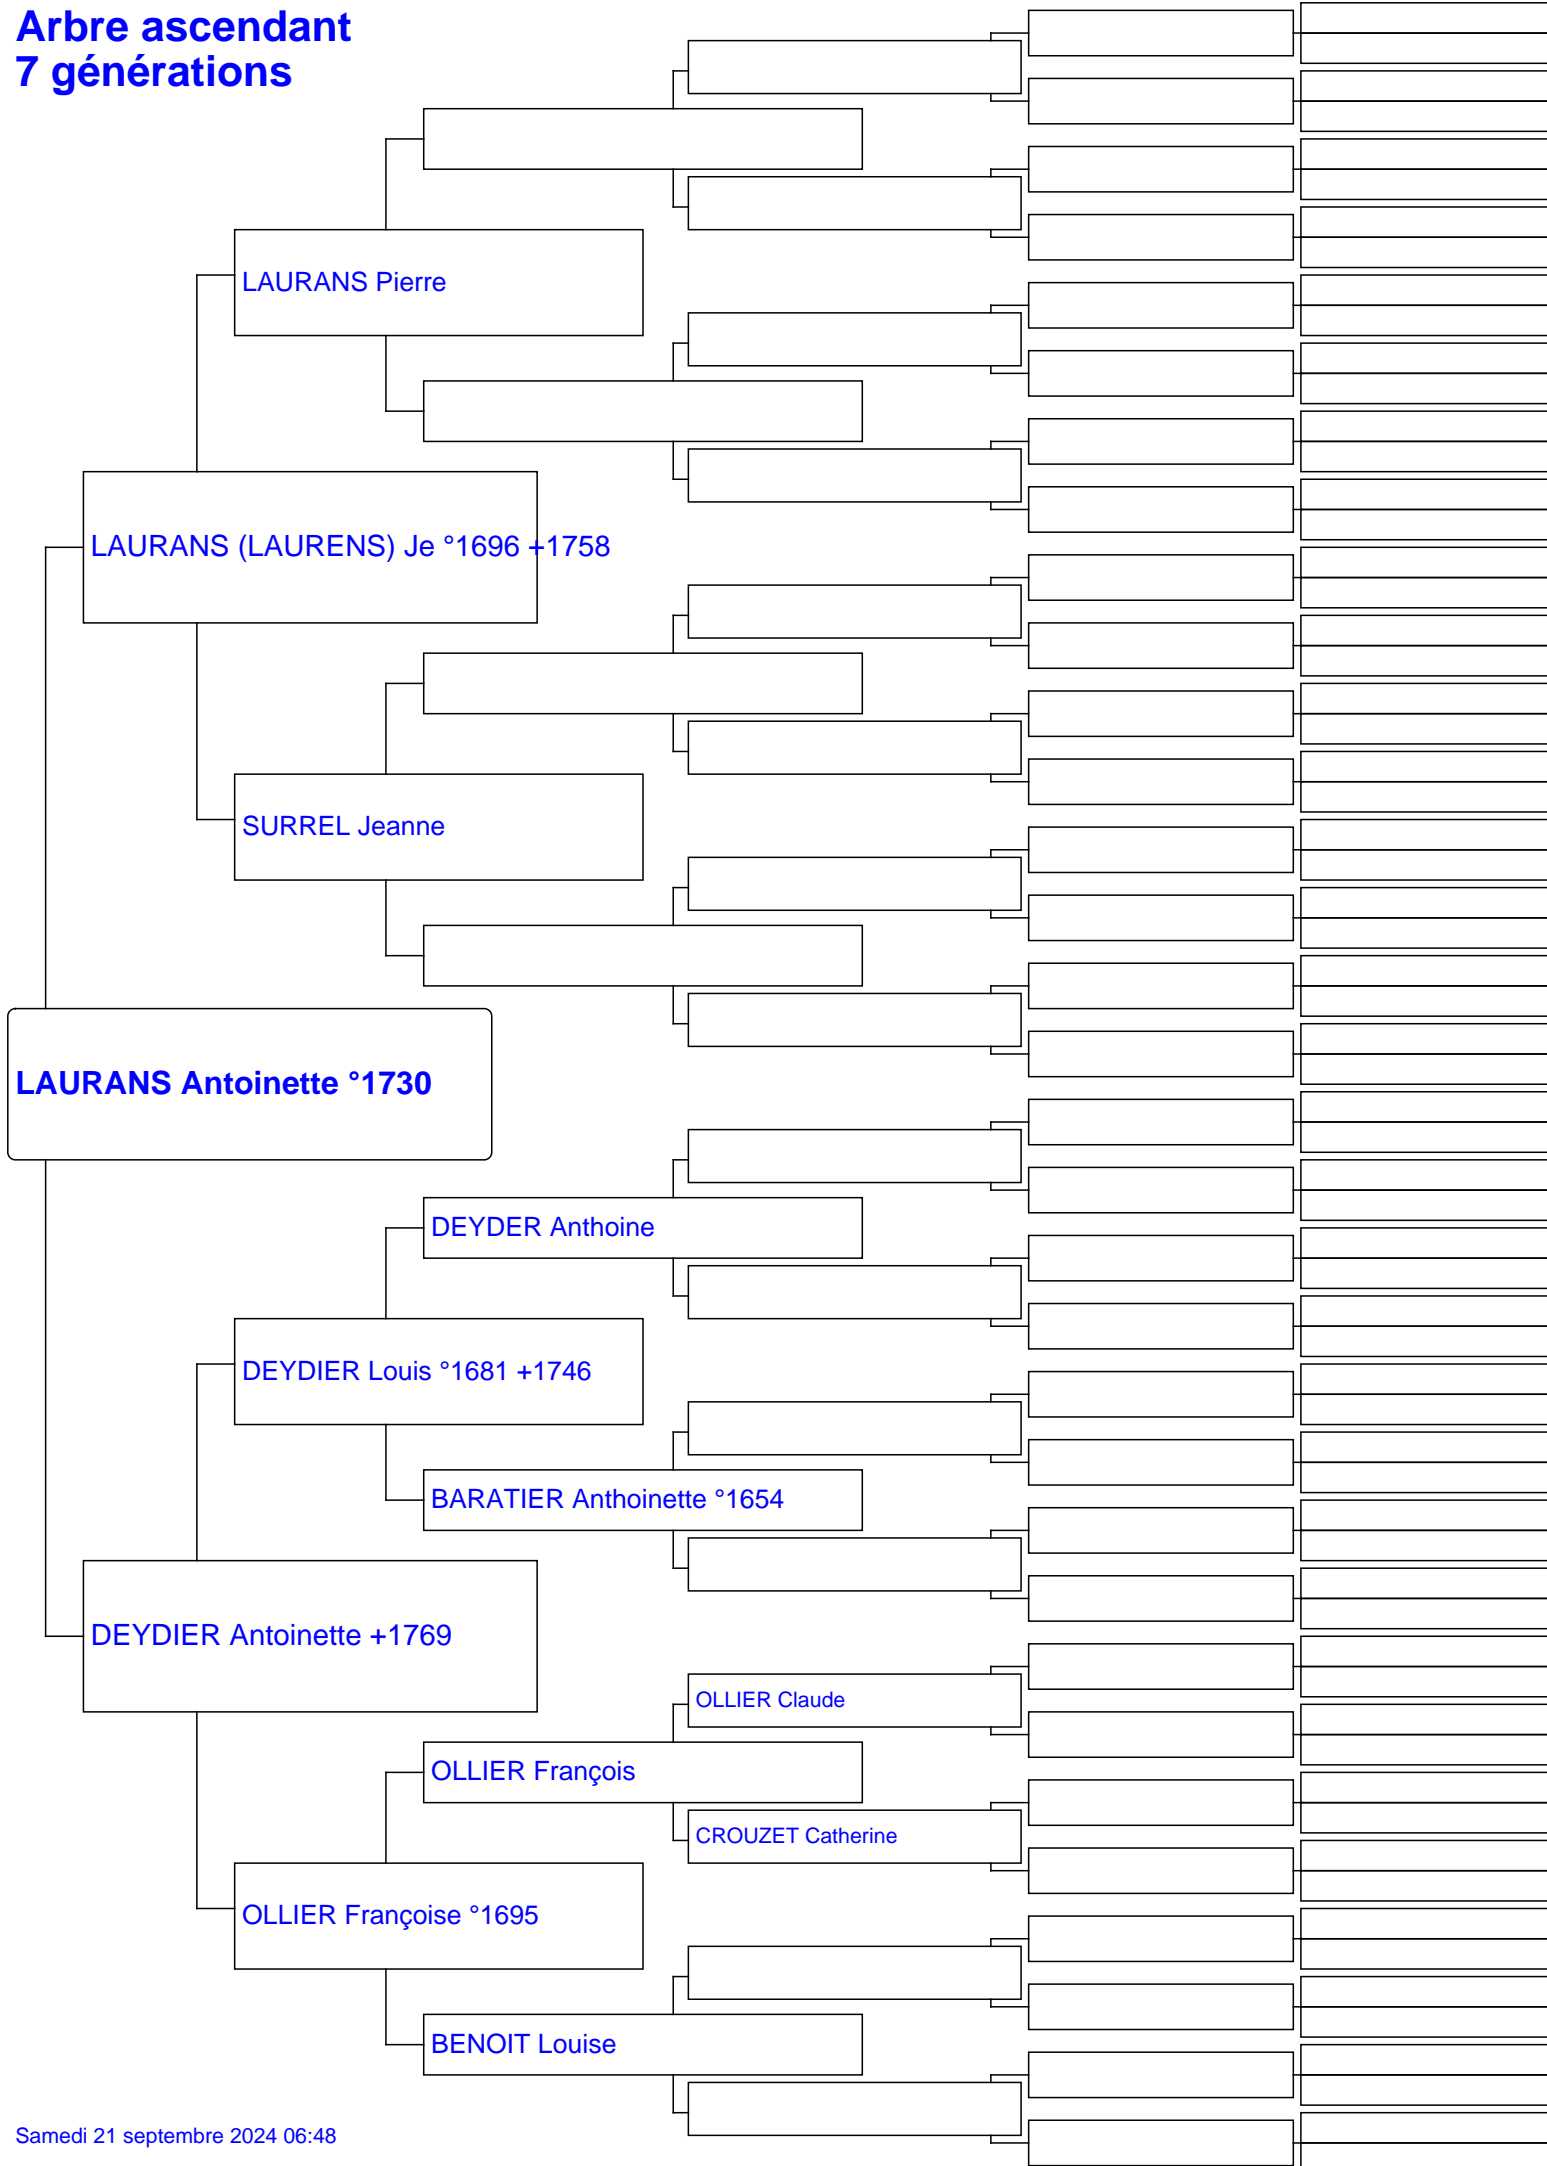 Arbre ascendant
7 générations
LAURANS Pierre
LAURANS (LAURENS) Je °1696 +1758
SURREL Jeanne
LAURANS Antoinette °1730
DEYDER Anthoine
DEYDIER Louis °1681 +1746
BARATIER Anthoinette °1654
DEYDIER Antoinette +1769
OLLIER Claude
OLLIER François
CROUZET Catherine
OLLIER Françoise °1695
BENOIT Louise
Samedi 21 septembre 2024 06:48